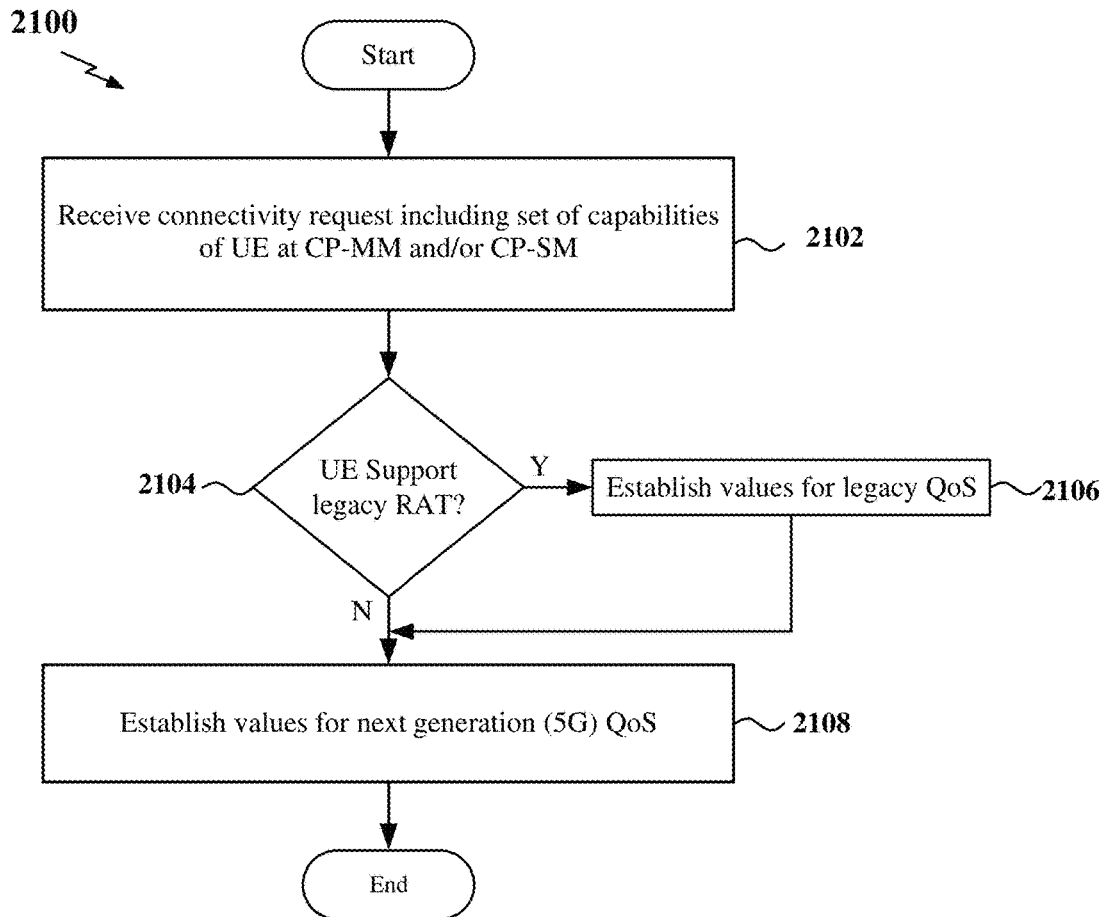 2100
Start
Receive connectivity request including set of capabilities
of UE at CP-MM and/or CP-SM
2102
2104
UE Support
legacy RAT?
Y
Establish values for legacy QoS
2106
N
Establish values for next generation (5G) QoS
2108
End